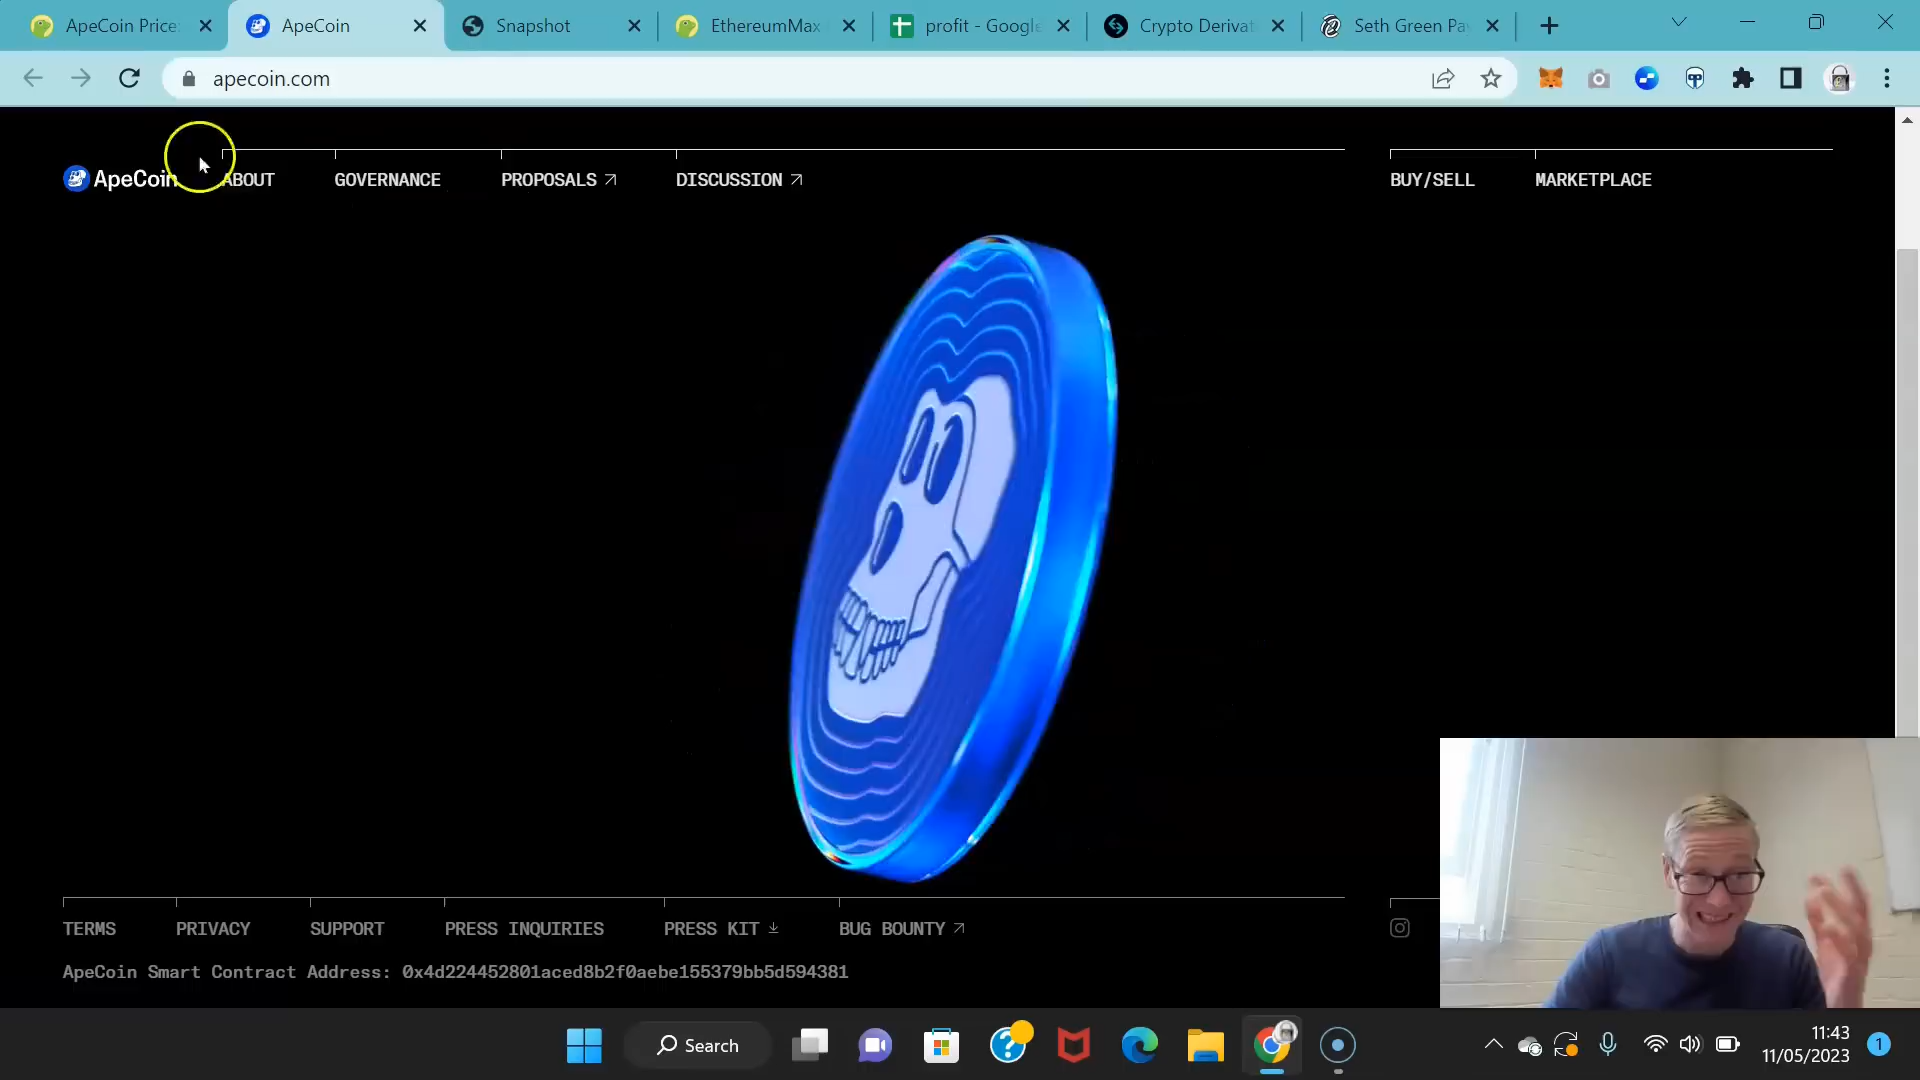 ApeCoin Price: ApeCoin Snapshot EthereumMax profit - Google Crypto Derivat Seth Green Pay
apecoin.com
ApeCoin ABOUT GOVERNANCE PROPOSALS DISCUSSION BUY/SELL MARKETPLACE
TERMS PRIVACY SUPPORT PRESS INQUIRIES PRESS KIT BUG BOUNTY
ApeCoin Smart Contract Address: 0x4d224452801aced8b2f0aebe155379bb5d594381
Search 11:43
11/05/2023 1